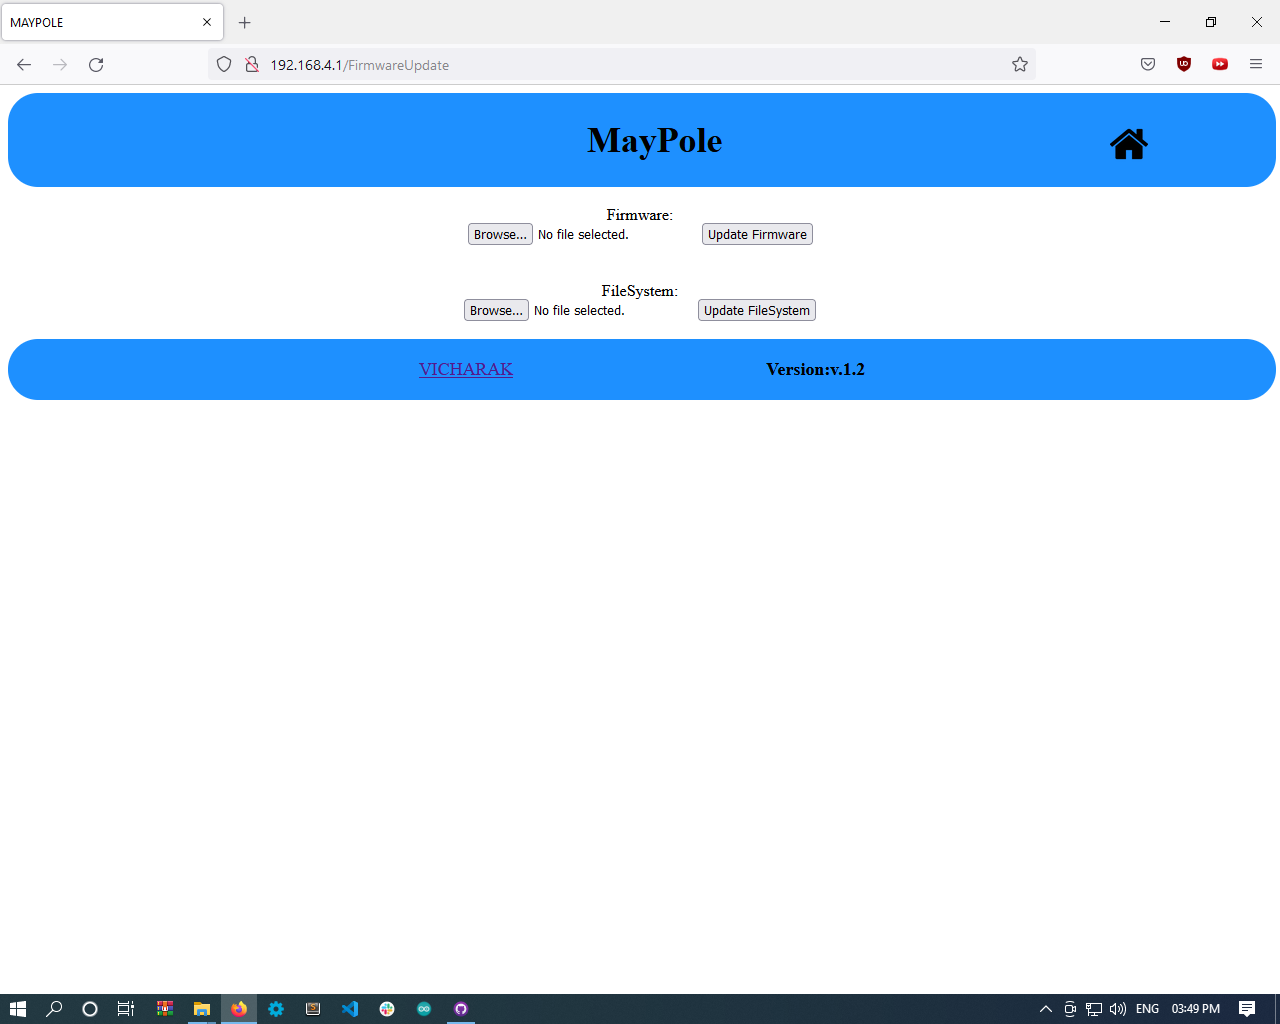 MAYPOLE
192.168.4.1/FirmwareUpdate
MayPole
Firmware:
Browse... No file selected. Update Firmware
FileSystem:
Browse... No file selected. Update FileSystem
VICHARAK Version:v.1.2
ENG 03:49 PM